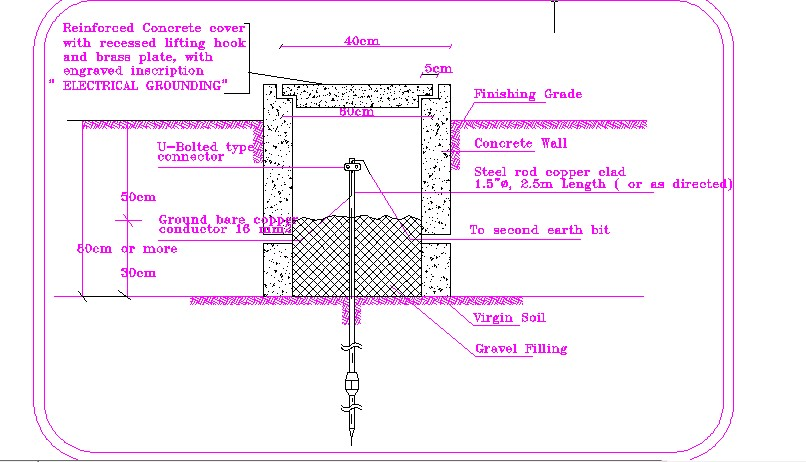 Reinforced Concrete cover
with recessed lifting hook
and brass plate, with
engraved inscription
" ELECTRICAL GROUNDING"
40cm
5cm
60cm
Finishing Grade
U-Bolted type
connector
Concrete Wall
Steel rod copper clad
1.5"ø, 2.5m Length ( or as directed)
50cm
Ground bare copper
conductor 16 mm2
To second earth bit
80cm or more
30cm
Virgin Soil
Gravel Filling